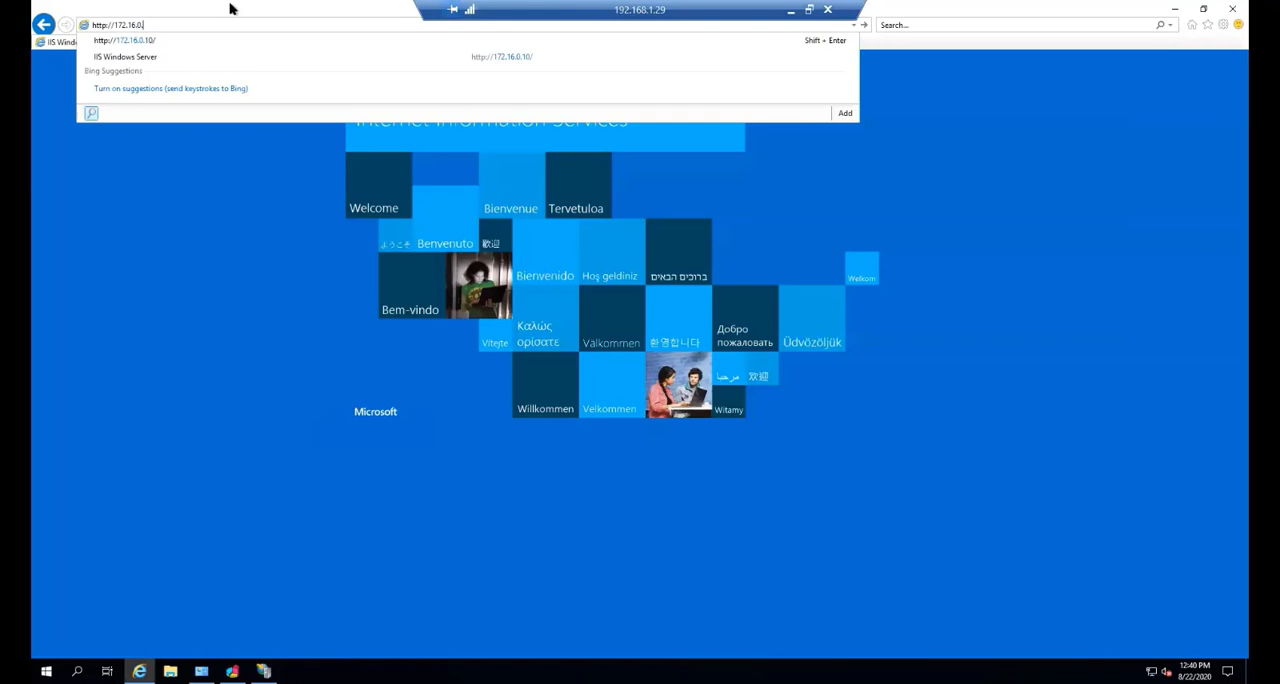 192.168.1.29
http://172.16.0.
Search...
IIS Windo
http://172.16.0.10/
Shift + Enter
IIS Windows Server
http://172.16.0.10/
Bing Suggestions
Turn on suggestions (send keystrokes to Bing)
Add
Internet Information Services
Welcome
Bienvenue
Tervetuloa
ようこそ
Benvenuto
歡迎
Bienvenido
Hoş geldiniz
ברוכים הבאים
Welkom
Bem-vindo
Vítejte
Καλώς
ορίσατε
Välkommen
환영합니다
Добро
пожаловать
Üdvözöljük
Microsoft
Willkommen
Velkommen
مرحبا
欢迎
Witamy
12:40 PM
8/22/2020